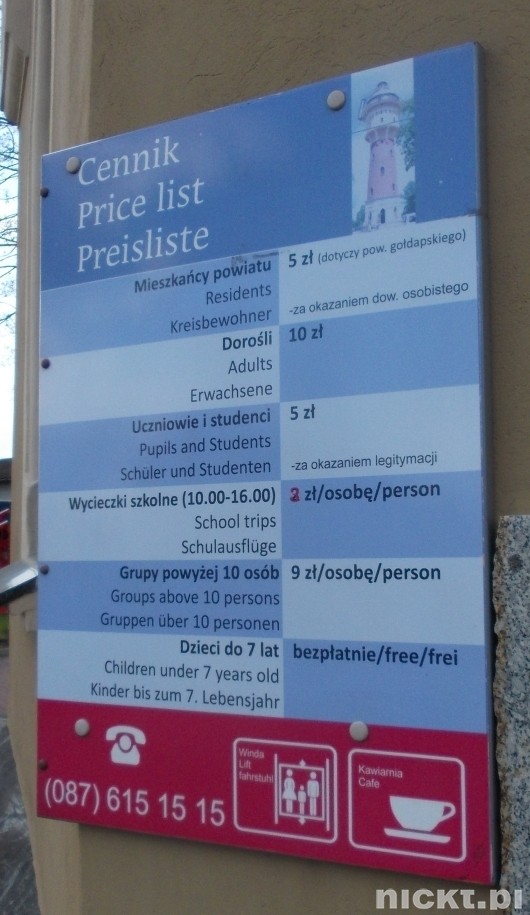 Cennik
Price list
Preisliste
Mieszkańcy powiatu
Residents
Kreisbewohner
5 zł (dotyczy pow. gołdapskiego)
-za okazaniem dow. osobistego
Dorośli
Adults
Erwachsene
10 zł
Uczniowie i studenci
Pupils and Students
Schüler und Studenten
5 zł
-za okazaniem legitymacji
Wycieczki szkolne (10.00-16.00)
School trips
Schulausflüge
zł/osobę/person
Grupy powyżej 10 osób
Groups above 10 persons
Gruppen über 10 personen
9 zł/osobę/person
Dzieci do 7 lat
Children under 7 years old
Kinder bis zum 7. Lebensjahr
bezpłatnie/free/frei
(087) 615 15 15
Winda
Lift
fahrstuhl
Kawiarnia
Cafe
nickt.pl